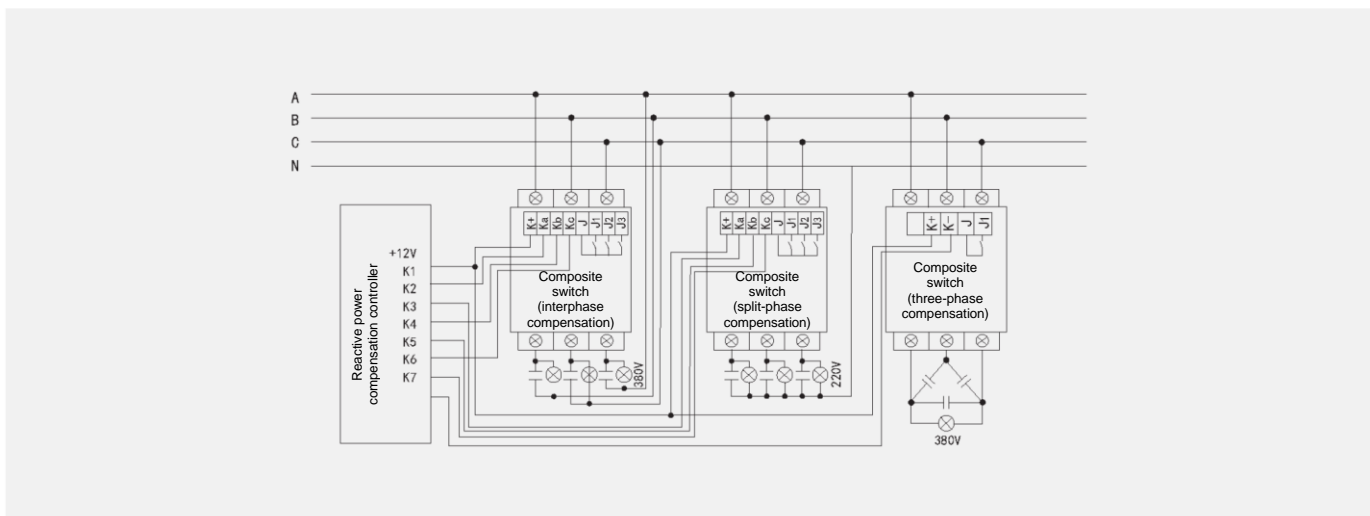 A
B
C
N
Reactive power
compensation controller
+12V
K1
K2
K3
K4
K5
K6
K7
K+
Ka
Kb
Kc
J
J1
J2
J3
Composite
switch
(interphase
compensation)
380V
K+
Ka
Kb
Kc
J
J1
J2
J3
Composite
switch
(split-phase
compensation)
220V
K+
K-
J
J1
Composite
switch
(three-phase
compensation)
380V